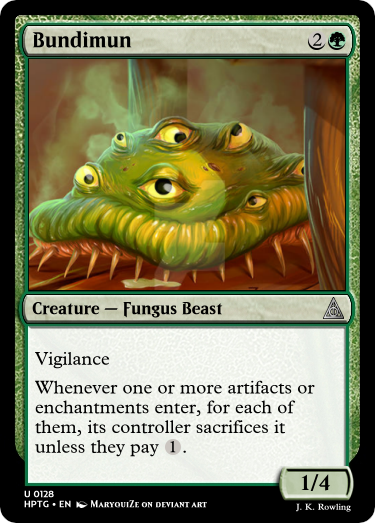 Bundimun 2
Creature — Fungus Beast
Vigilance
Whenever one or more artifacts or
enchantments enter, for each of
them, its controller sacrifices it
unless they pay 1.
1/4
U 0128
HPTG • EN MaryouiZe on deviant art
J. K. Rowling